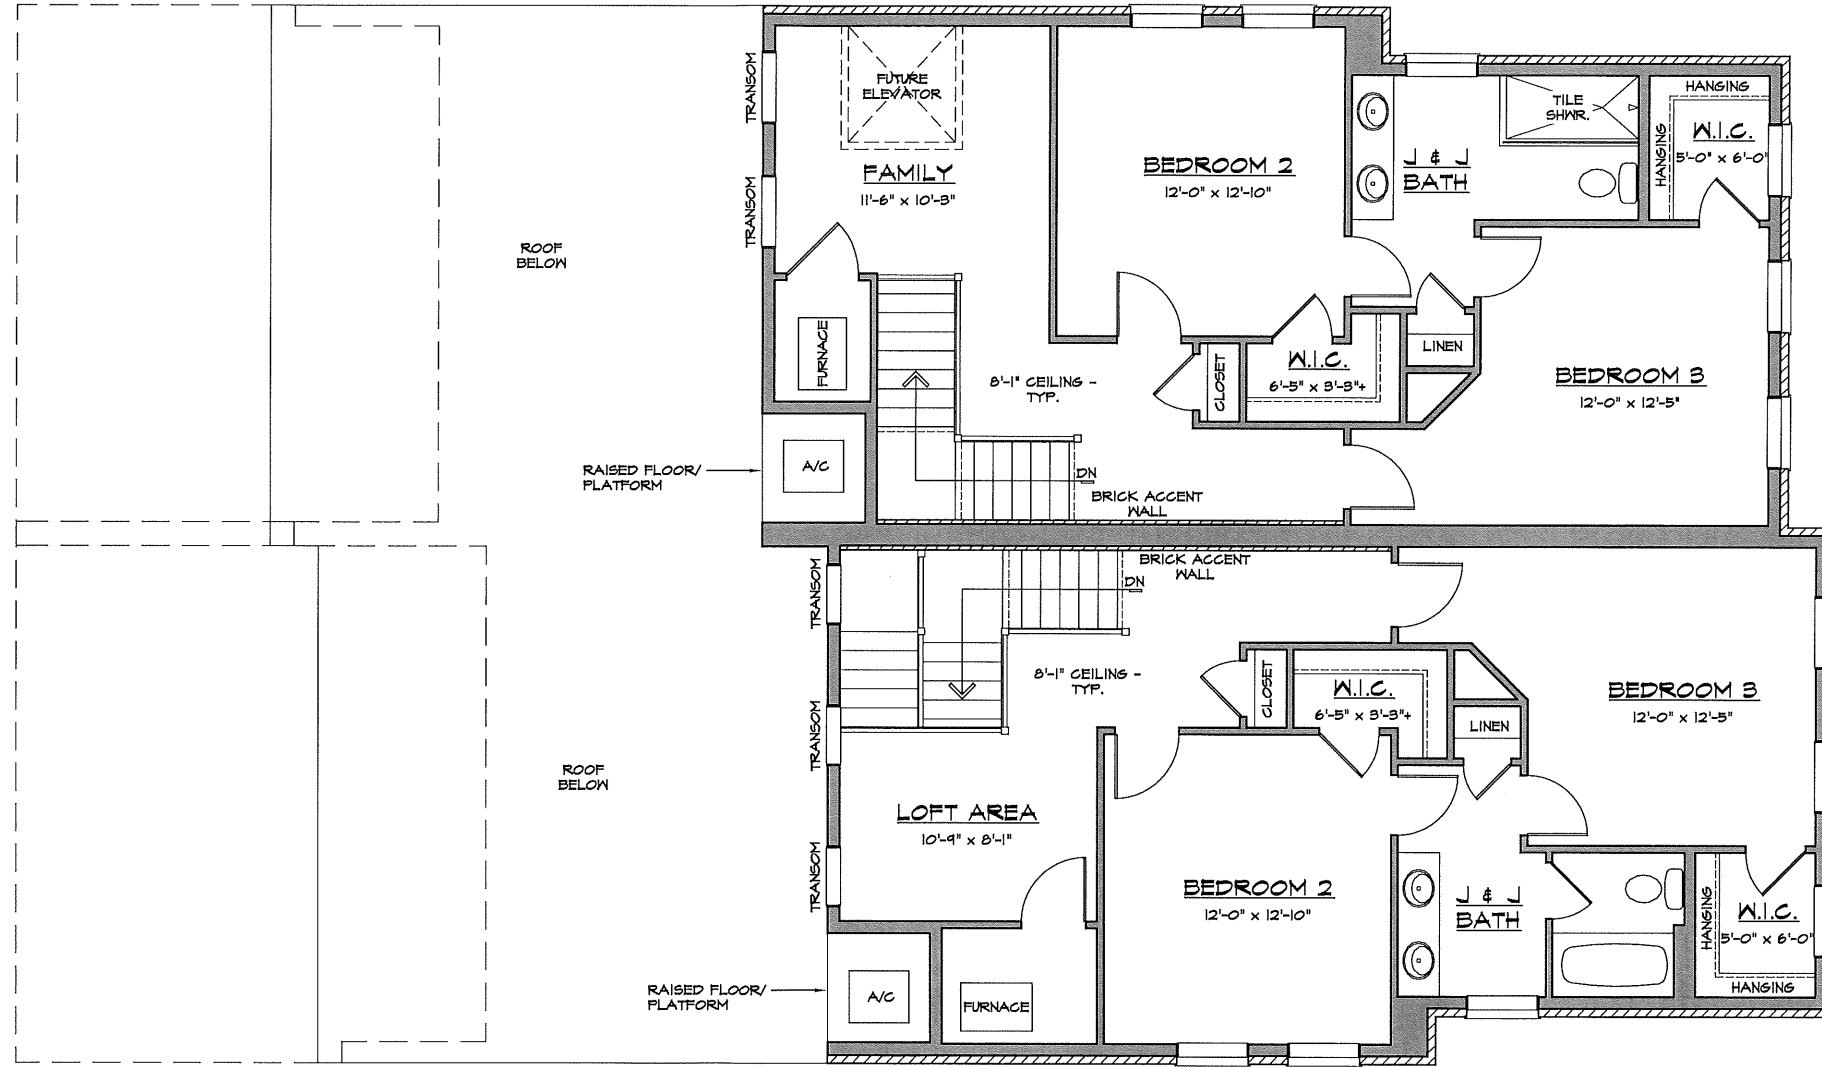 TRANSOM
FUTURE
ELEVATOR
FAMILY
11'-6" x 10'-3"
TRANSOM
BEDROOM 2
12'-0" x 12'-10"
J & J
BATH
TILE
SHWR.
HANGING
HANGING
W.I.C.
5'-0" x 6'-0"
ROOF
BELOW
FURNACE
8'-1" CEILING -
TYP.
CLOSET
W.I.C.
6'-5" x 3'-3"+
LINEN
BEDROOM 3
12'-0" x 12'-5"
RAISED FLOOR/
PLATFORM
A/C
DN
BRICK ACCENT
WALL
TRANSOM
BRICK ACCENT
WALL
DN
8'-1" CEILING -
TYP.
CLOSET
W.I.C.
6'-5" x 3'-3"+
LINEN
BEDROOM 3
12'-0" x 12'-5"
TRANSOM
ROOF
BELOW
LOFT AREA
10'-9" x 8'-1"
TRANSOM
BEDROOM 2
12'-0" x 12'-10"
J & J
BATH
HANGING
W.I.C.
5'-0" x 6'-0"
HANGING
RAISED FLOOR/
PLATFORM
A/C
FURNACE